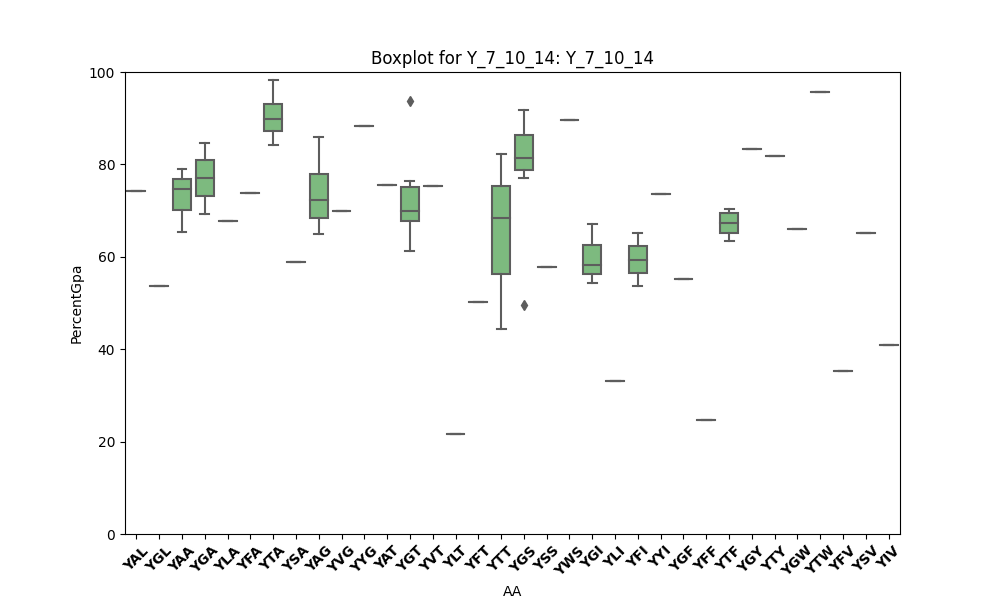 Boxplot for Y_7_10_14: Y_7_10_14
PercentGpa
100
80
60
40
20
0
YAL YGL YAA YGA YLA YFA YTA YSA YAG YVG YYG YAT YGT YVT YLT YFT YTT YGS YSS YWS YGI YLI YFI YYI YGF YFF YTF YGY YTY YGW YTW YFV YSV YIV
AA